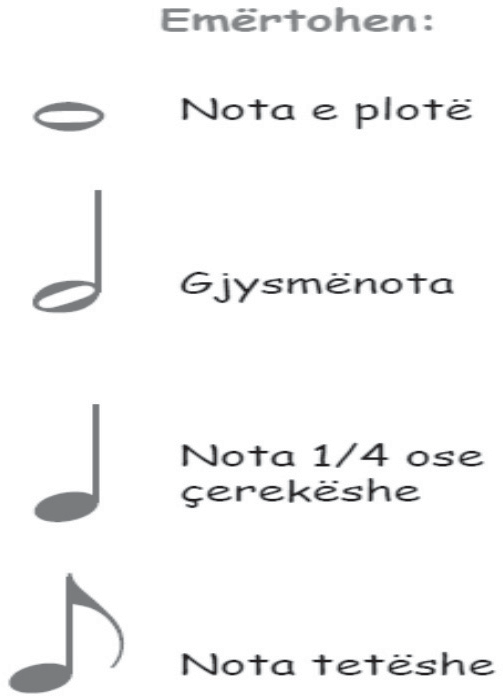 Emërtohen:
Nota e plotë
Gjysmënota
Nota 1/4 ose
çerekëshe
Nota tetëshe